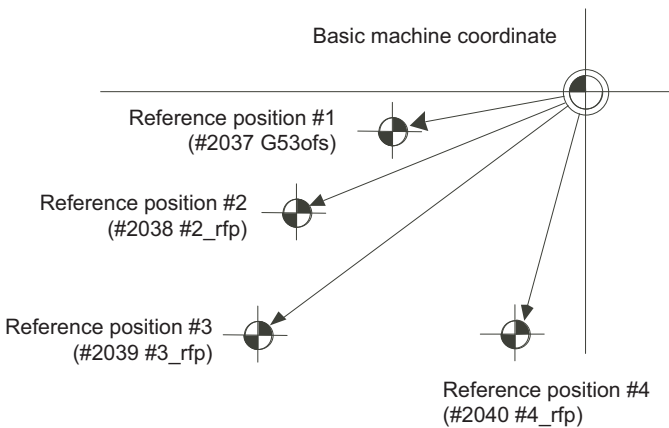 Basic machine coordinate
Reference position #1
(#2037 G53ofs)
Reference position #2
(#2038 #2_rfp)
Reference position #3
(#2039 #3_rfp)
Reference position #4
(#2040 #4_rfp)